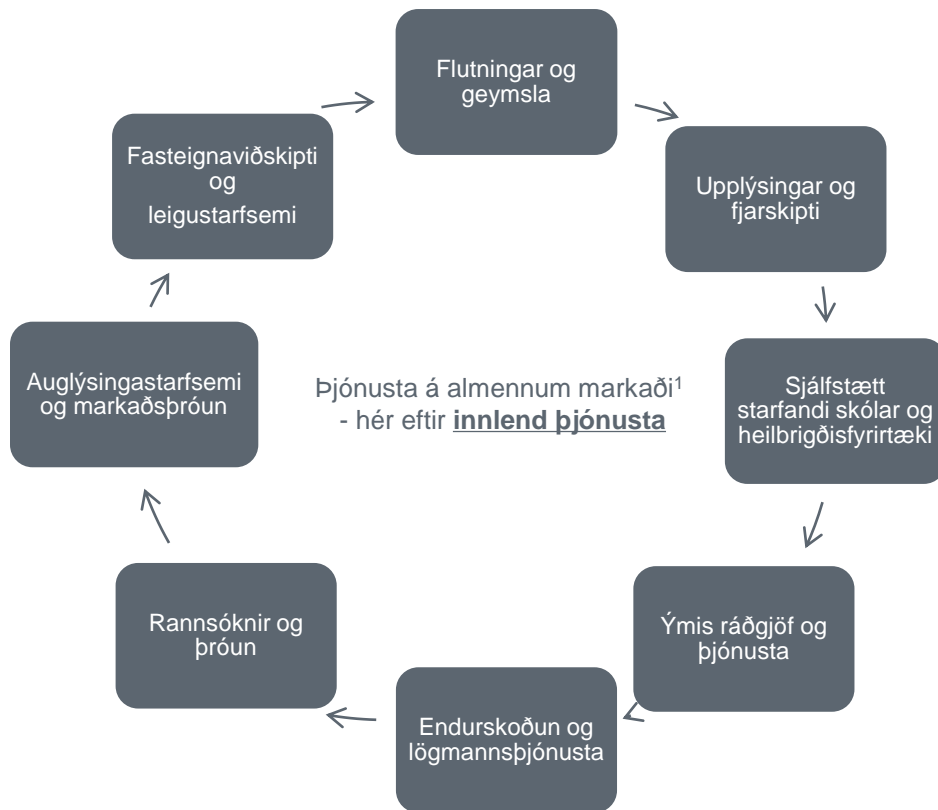 Flutningar og
geymsla
Upplýsingar og
fjarskipti
Sjálfstætt
starfandi skólar og
heilbrigðisfyrirtæki
Ýmis ráðgjöf og
þjónusta
Endurskoðun og
lögmannsþjónusta
Rannsóknir og
þróun
Auglýsingastarfsemi
og markaðsþróun
Fasteignaviðskipti
og
leigustarfsemi
Þjónusta á almennum markaði¹
- hér eftir innlend þjónusta